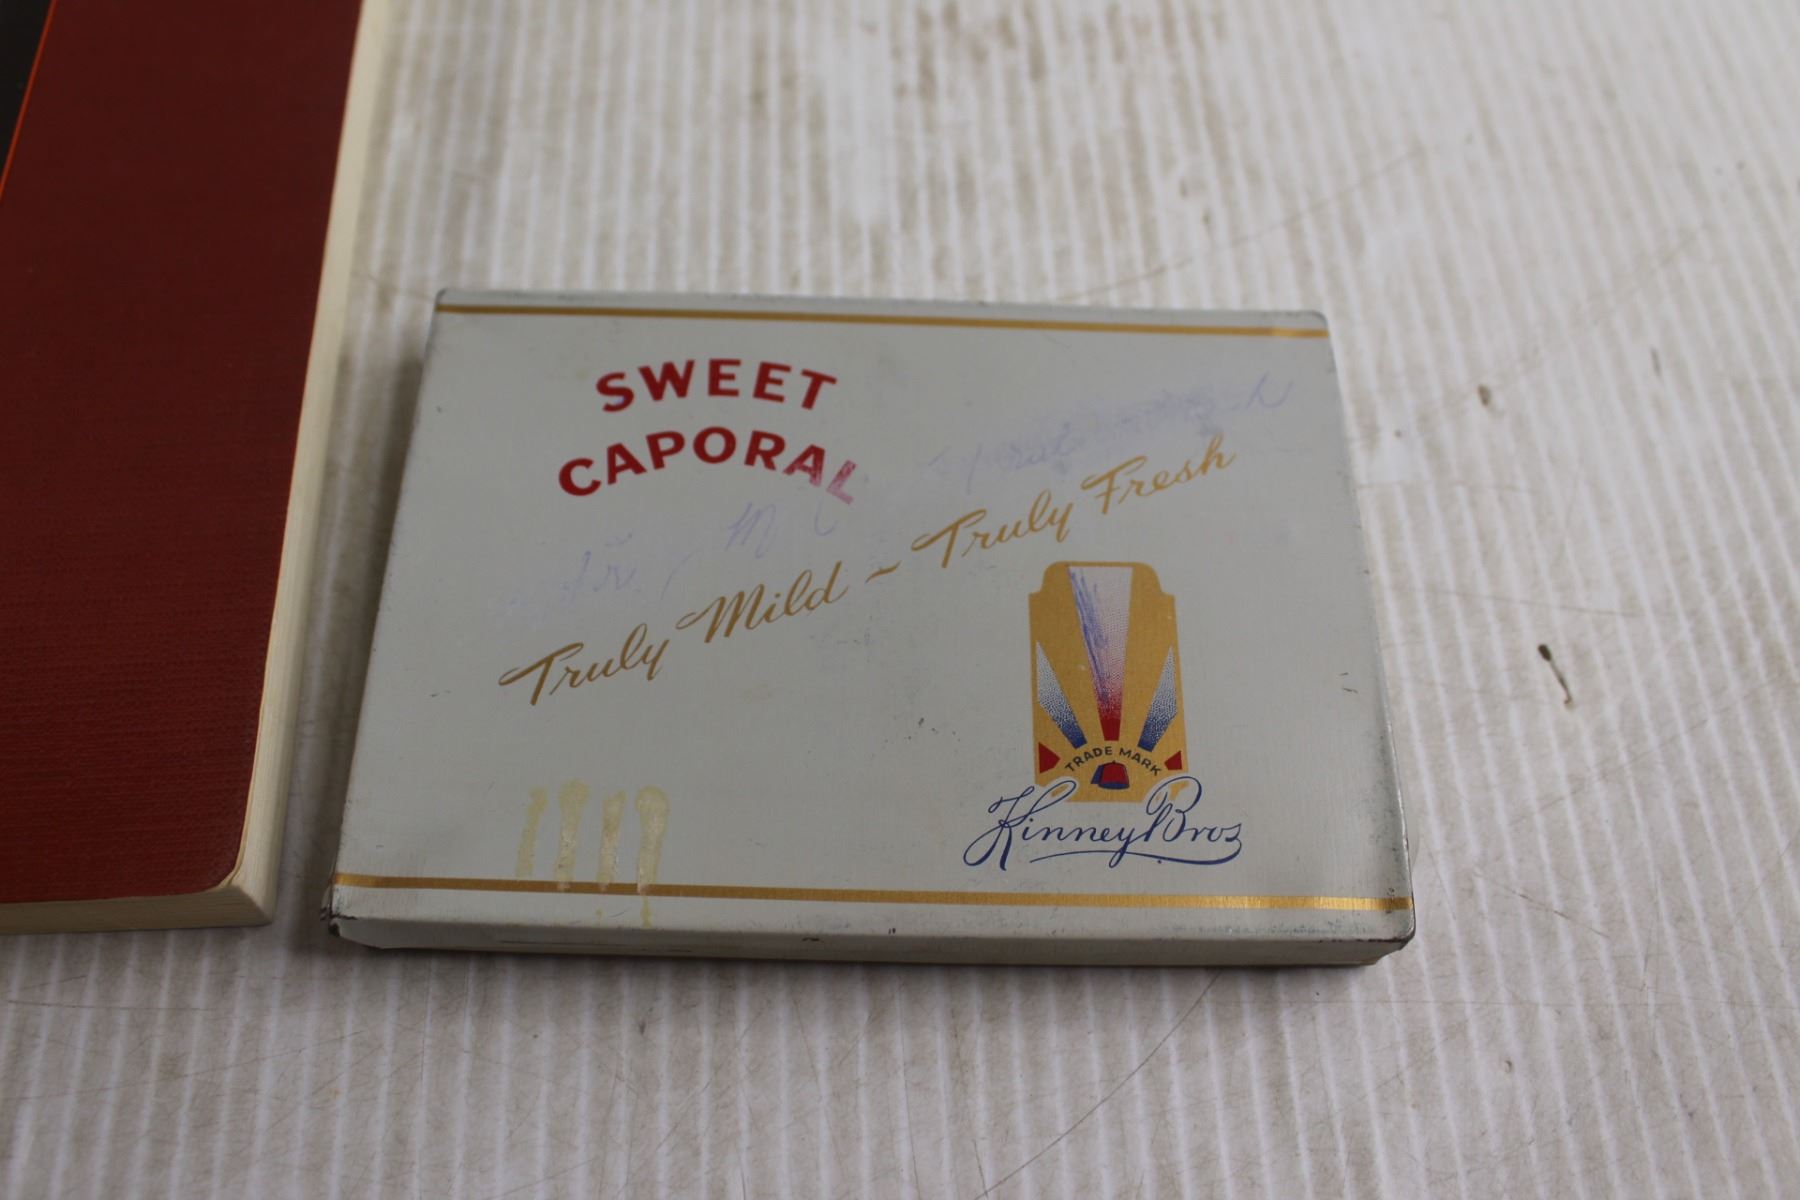 SWEET
CAPORAL
Truly Mild ~ Truly Fresh
TRADE MARK
Kinney Bros